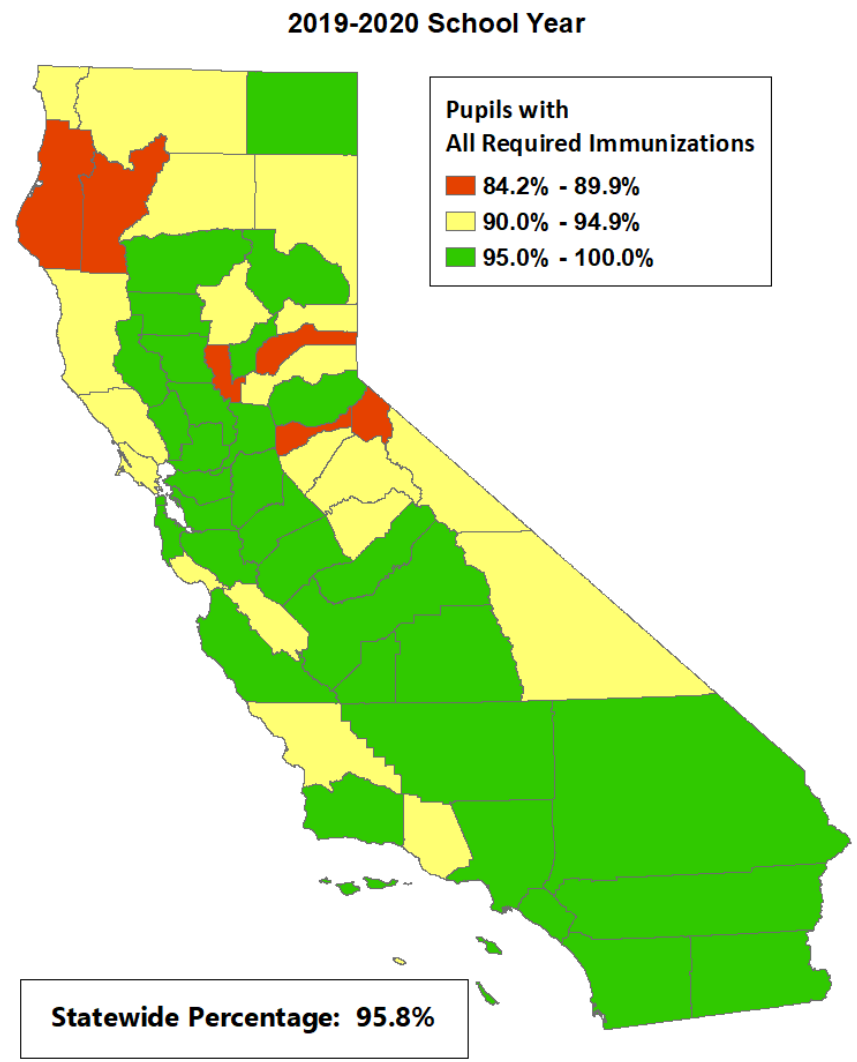 2019-2020 School Year
Pupils with
All Required Immunizations
84.2% - 89.9%
90.0% - 94.9%
95.0% - 100.0%
Statewide Percentage: 95.8%